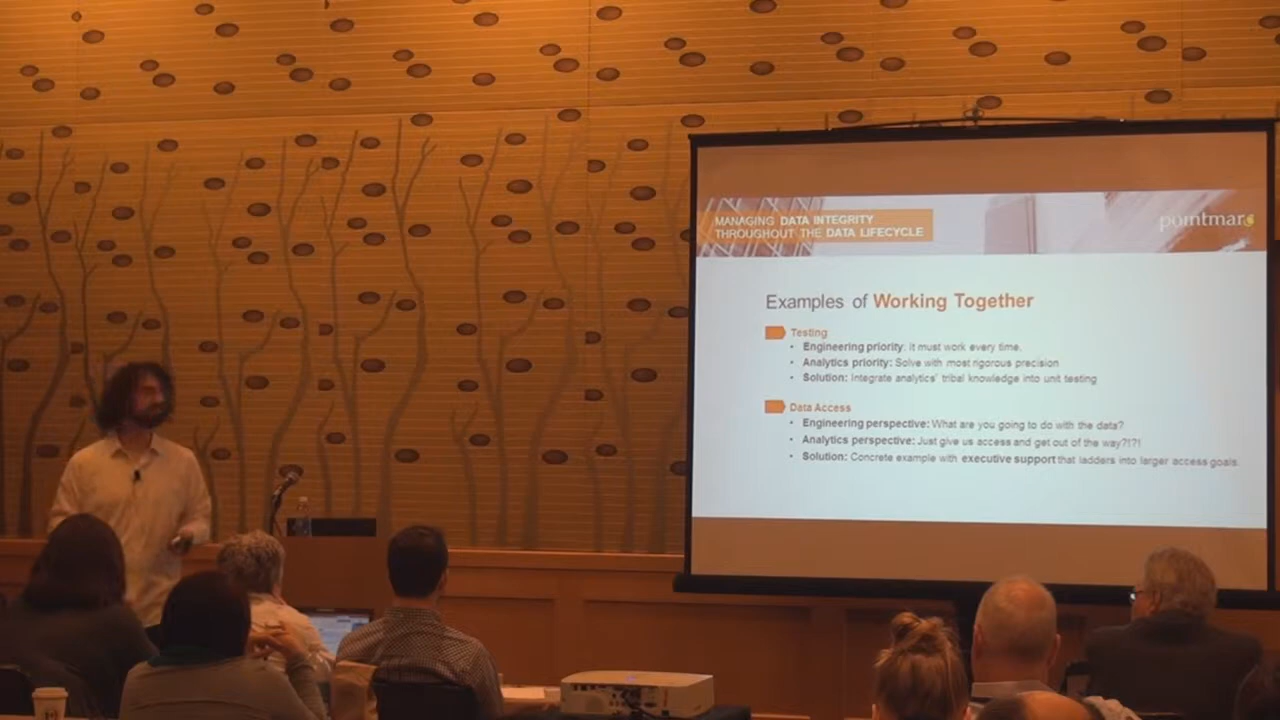 MANAGING DATA INTEGRITY
THROUGHOUT THE DATA LIFECYCLE
pointmarc
Examples of Working Together
Testing
• Engineering priority: It must work every time.
• Analytics priority: Solve with most rigorous precision
• Solution: Integrate analytics' tribal knowledge into unit testing
Data Access
• Engineering perspective: What are you going to do with the data?
• Analytics perspective: Just give us access and get out of the way?!?!
• Solution: Concrete example with executive support that ladders into larger access goals.